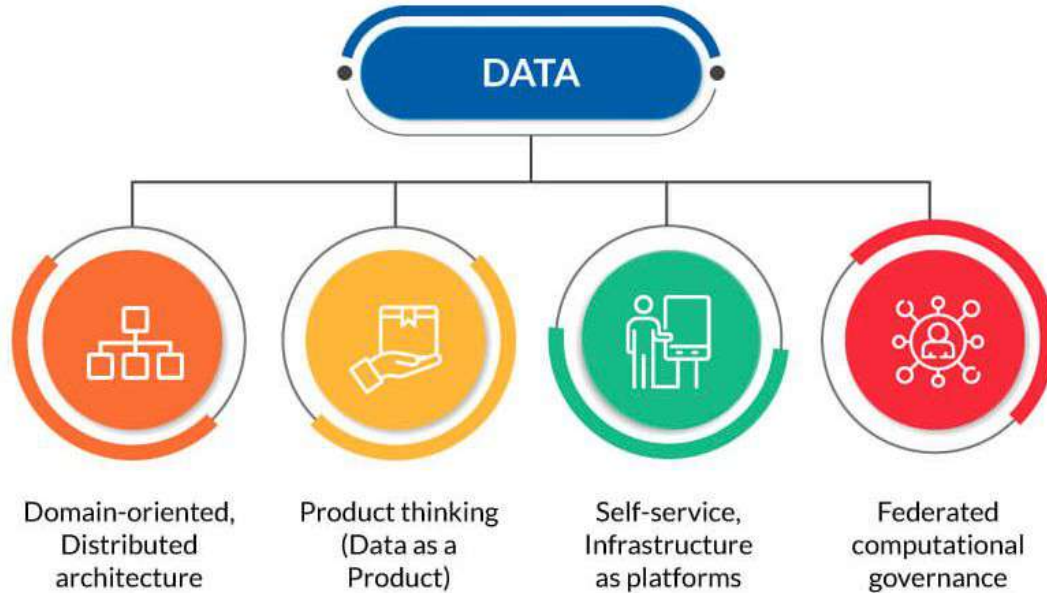 DATA
Domain-oriented,
Distributed
architecture
Product thinking
(Data as a
Product)
Self-service,
Infrastructure
as platforms
Federated
computational
governance